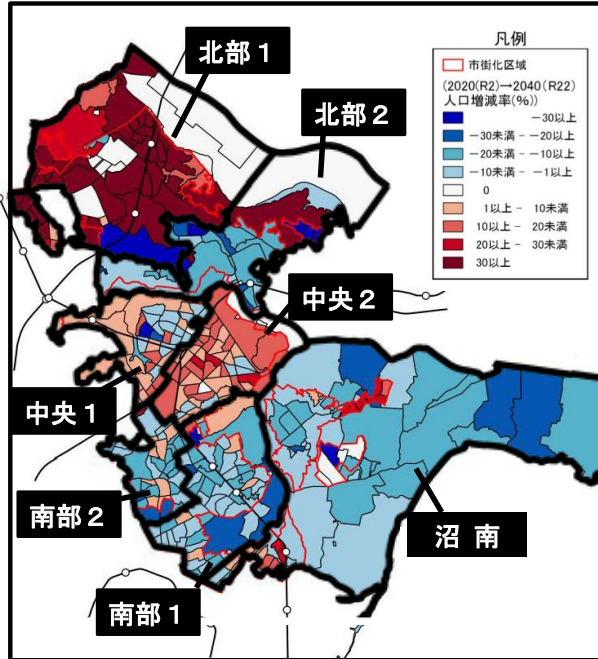 北部１
北部２
中央２
中央１
南部２
南部１
沼 南
凡例
市街化区域
(2020(R2)→2040(R22)
人口増減率(%))
－30以上
－30未満－－20以上
－20未満－－10以上
－10未満－－1以上
0
1以上－10未満
10以上－20未満
20以上－30未満
30以上